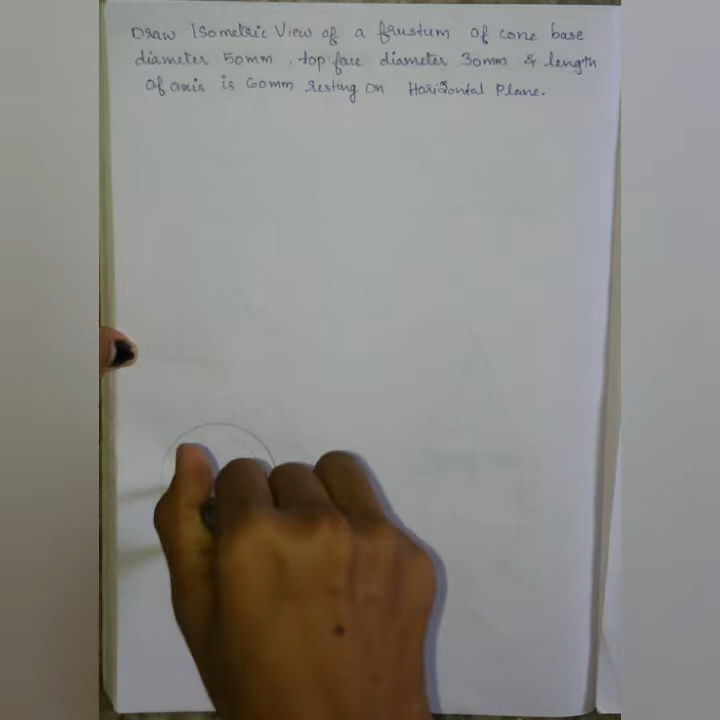 Draw Isometric View of a frustum of cone base
diameter 50mm, top face diameter 30mm & length
of axis is 60mm resting on Horizontal Plane.